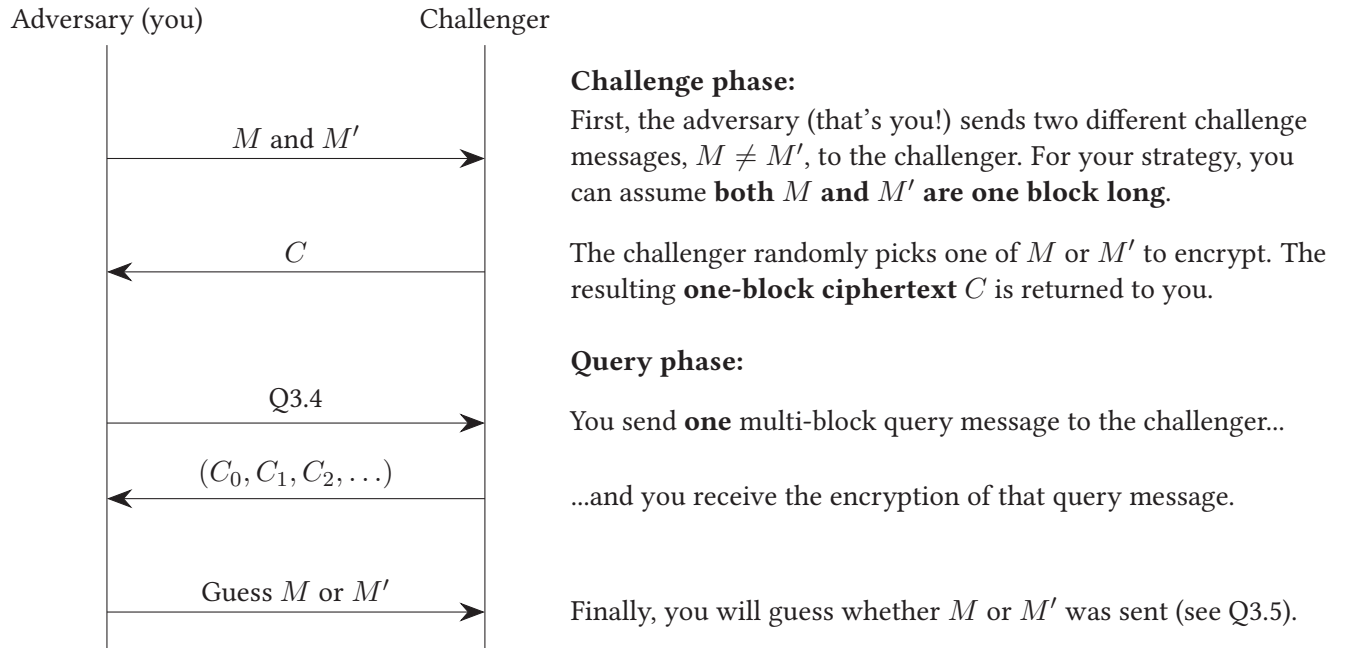 Adversary (you)
Challenger
Challenge phase:
First, the adversary (that's you!) sends two different challenge
messages, M ≠ M′, to the challenger. For your strategy, you
can assume both M and M′ are one block long.
M and M′
C
The challenger randomly picks one of M or M′ to encrypt. The
resulting one-block ciphertext C is returned to you.
Query phase:
Q3.4
You send one multi-block query message to the challenger...
(C₀, C₁, C₂, . . .)
...and you receive the encryption of that query message.
Guess M or M′
Finally, you will guess whether M or M′ was sent (see Q3.5).